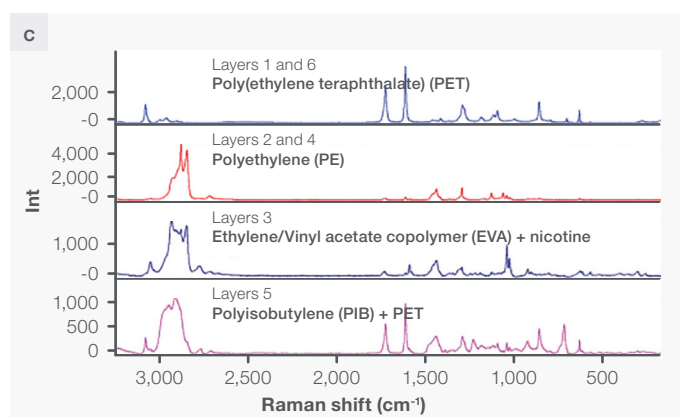 C
Layers 1 and 6
Poly(ethylene teraphthalate) (PET)
2,000
-0
Layers 2 and 4
Polyethylene (PE)
4,000
2,000
-0
Int
Layers 3
Ethylene/Vinyl acetate copolymer (EVA) + nicotine
1,000
-0
Layers 5
Polyisobutylene (PIB) + PET
1,000
500
0
3,000 2,500 2,000 1,500 1,000 500
Raman shift (cm⁻¹)